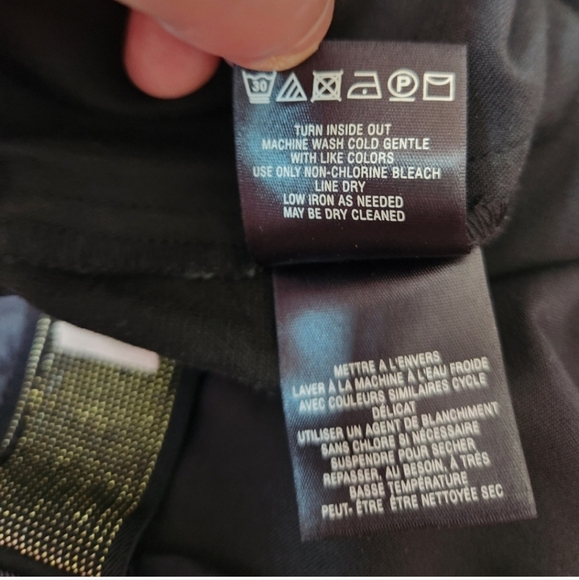 30 P
TURN INSIDE OUT
MACHINE WASH COLD GENTLE
WITH LIKE COLORS
USE ONLY NON-CHLORINE BLEACH
LINE DRY
LOW IRON AS NEEDED
MAY BE DRY CLEANED
METTRE A L'ENVERS
LAVER À LA MACHINE À L'EAU FROIDE
AVEC COULEURS SIMILAIRES CYCLE
DÉLICAT
UTILISER UN AGENT DE BLANCHIMENT
SANS CHLORE SI NÉCESSAIRE
SUSPENDRE POUR SÉCHER
REPASSER, AU BESOIN, À TRÈS
BASSE TEMPÉRATURE
PEUT, ÊTRE ÊTRE NETTOYÉE SEC